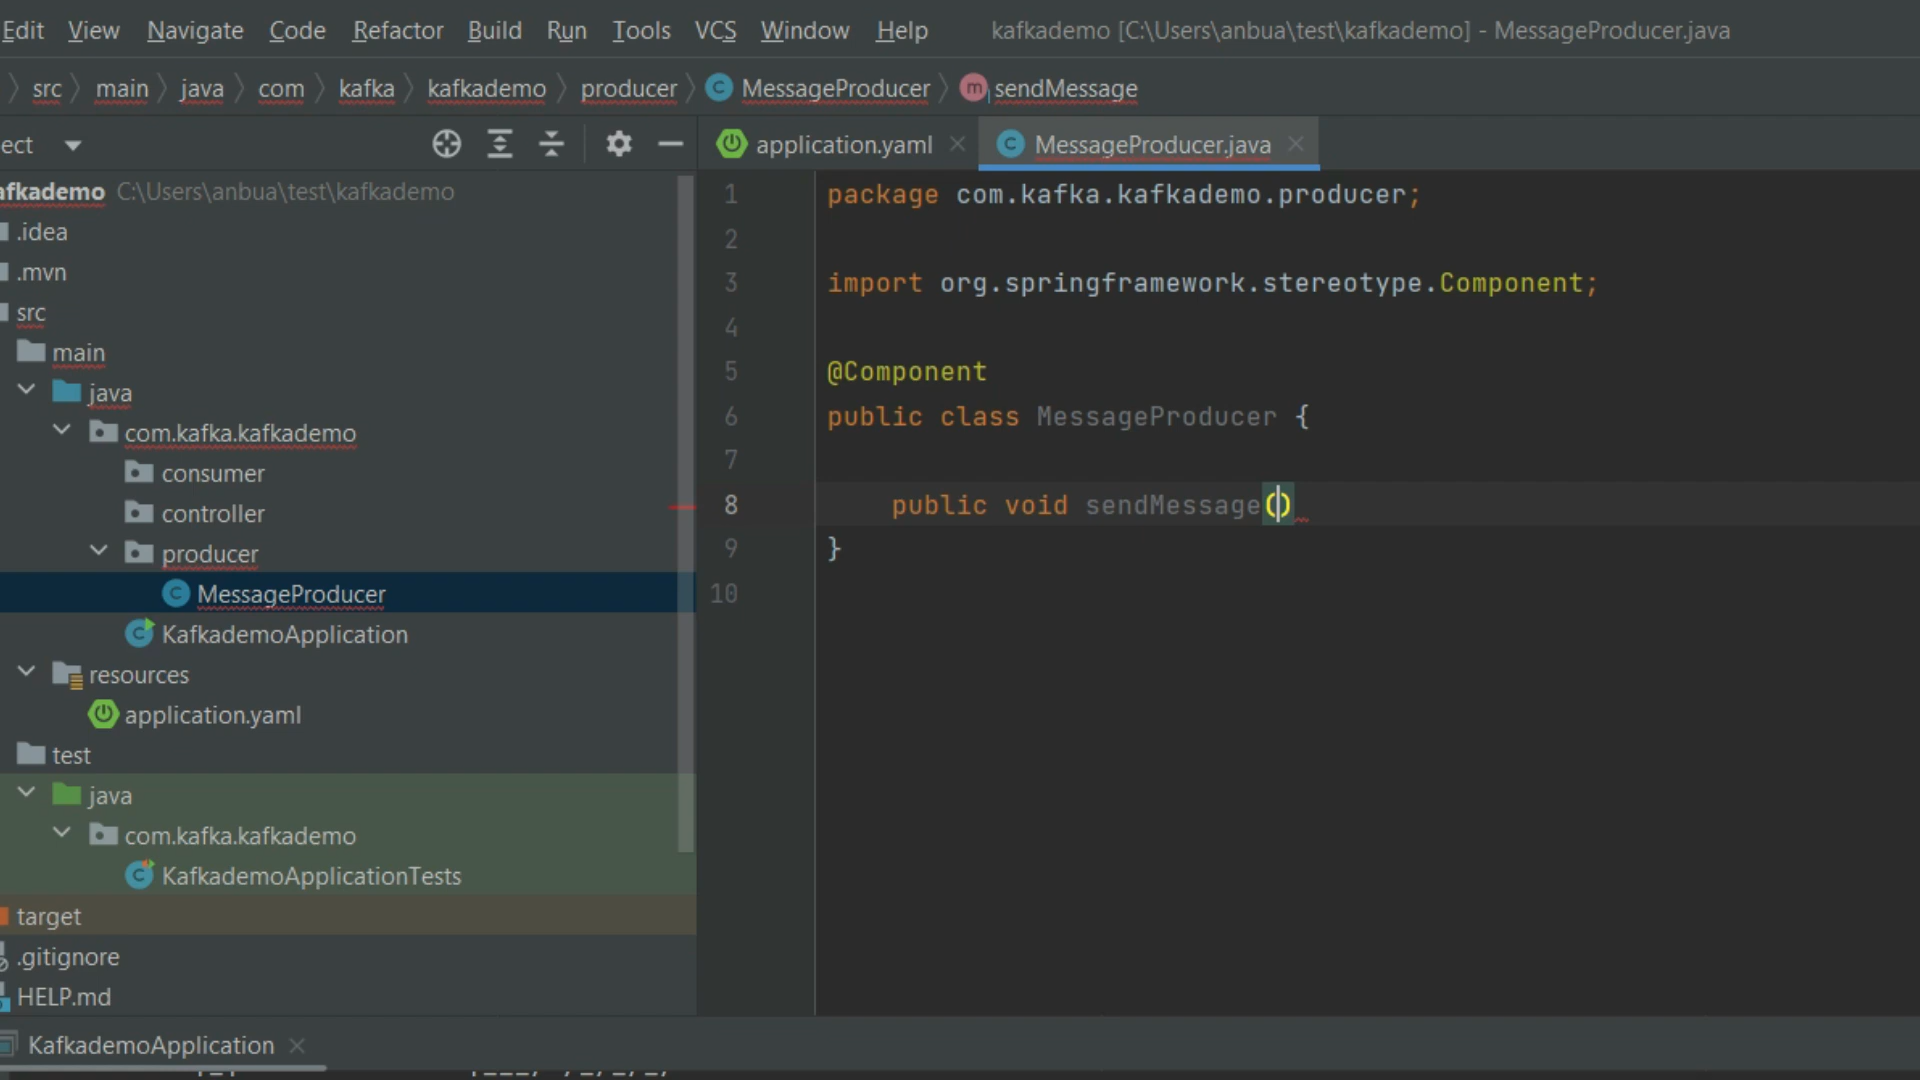 Edit View Navigate Code Refactor Build Run Tools VCS Window Help kafkademo [C:\Users\anbua\test\kafkademo] - MessageProducer.java
src main java com kafka kafkademo producer MessageProducer sendMessage
ect
application.yaml MessageProducer.java
afkademo C:\Users\anbua\test\kafkademo
.idea
.mvn
src
main
java
com.kafka.kafkademo
consumer
controller
producer
MessageProducer
KafkademoApplication
resources
application.yaml
test
java
com.kafka.kafkademo
KafkademoApplicationTests
target
.gitignore
HELP.md
1 package com.kafka.kafkademo.producer;
2
3 import org.springframework.stereotype.Component;
4
5 @Component
6 public class MessageProducer {
7
8 public void sendMessage()
9 }
10
KafkademoApplication